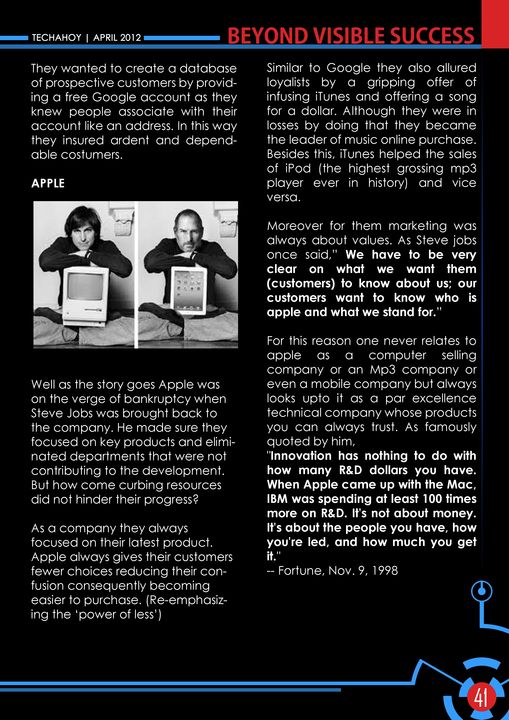 TECHAHOY | APRIL 2012
BEYOND VISIBLE SUCCESS
They wanted to create a database
of prospective customers by provid-
ing a free Google account as they
knew people associate with their
account like an address. In this way
they insured ardent and depend-
able costumers.
APPLE
Well as the story goes Apple was
on the verge of bankruptcy when
Steve Jobs was brought back to
the company. He made sure they
focused on key products and elimi-
nated departments that were not
contributing to the development.
But how come curbing resources
did not hinder their progress?
As a company they always
focused on their latest product.
Apple always gives their customers
fewer choices reducing their con-
fusion consequently becoming
easier to purchase. (Re-emphasiz-
ing the ‘power of less’)
Similar to Google they also allured
loyalists by a gripping offer of
infusing iTunes and offering a song
for a dollar. Although they were in
losses by doing that they became
the leader of music online purchase.
Besides this, iTunes helped the sales
of iPod (the highest grossing mp3
player ever in history) and vice
versa.
Moreover for them marketing was
always about values. As Steve jobs
once said,” We have to be very
clear on what we want them
(customers) to know about us; our
customers want to know who is
apple and what we stand for."
For this reason one never relates to
apple as a computer selling
company or an Mp3 company or
even a mobile company but always
looks upto it as a par excellence
technical company whose products
you can always trust. As famously
quoted by him,
"Innovation has nothing to do with
how many R&D dollars you have.
When Apple came up with the Mac,
IBM was spending at least 100 times
more on R&D. It's not about money.
It's about the people you have, how
you're led, and how much you get
it."
-- Fortune, Nov. 9, 1998
41